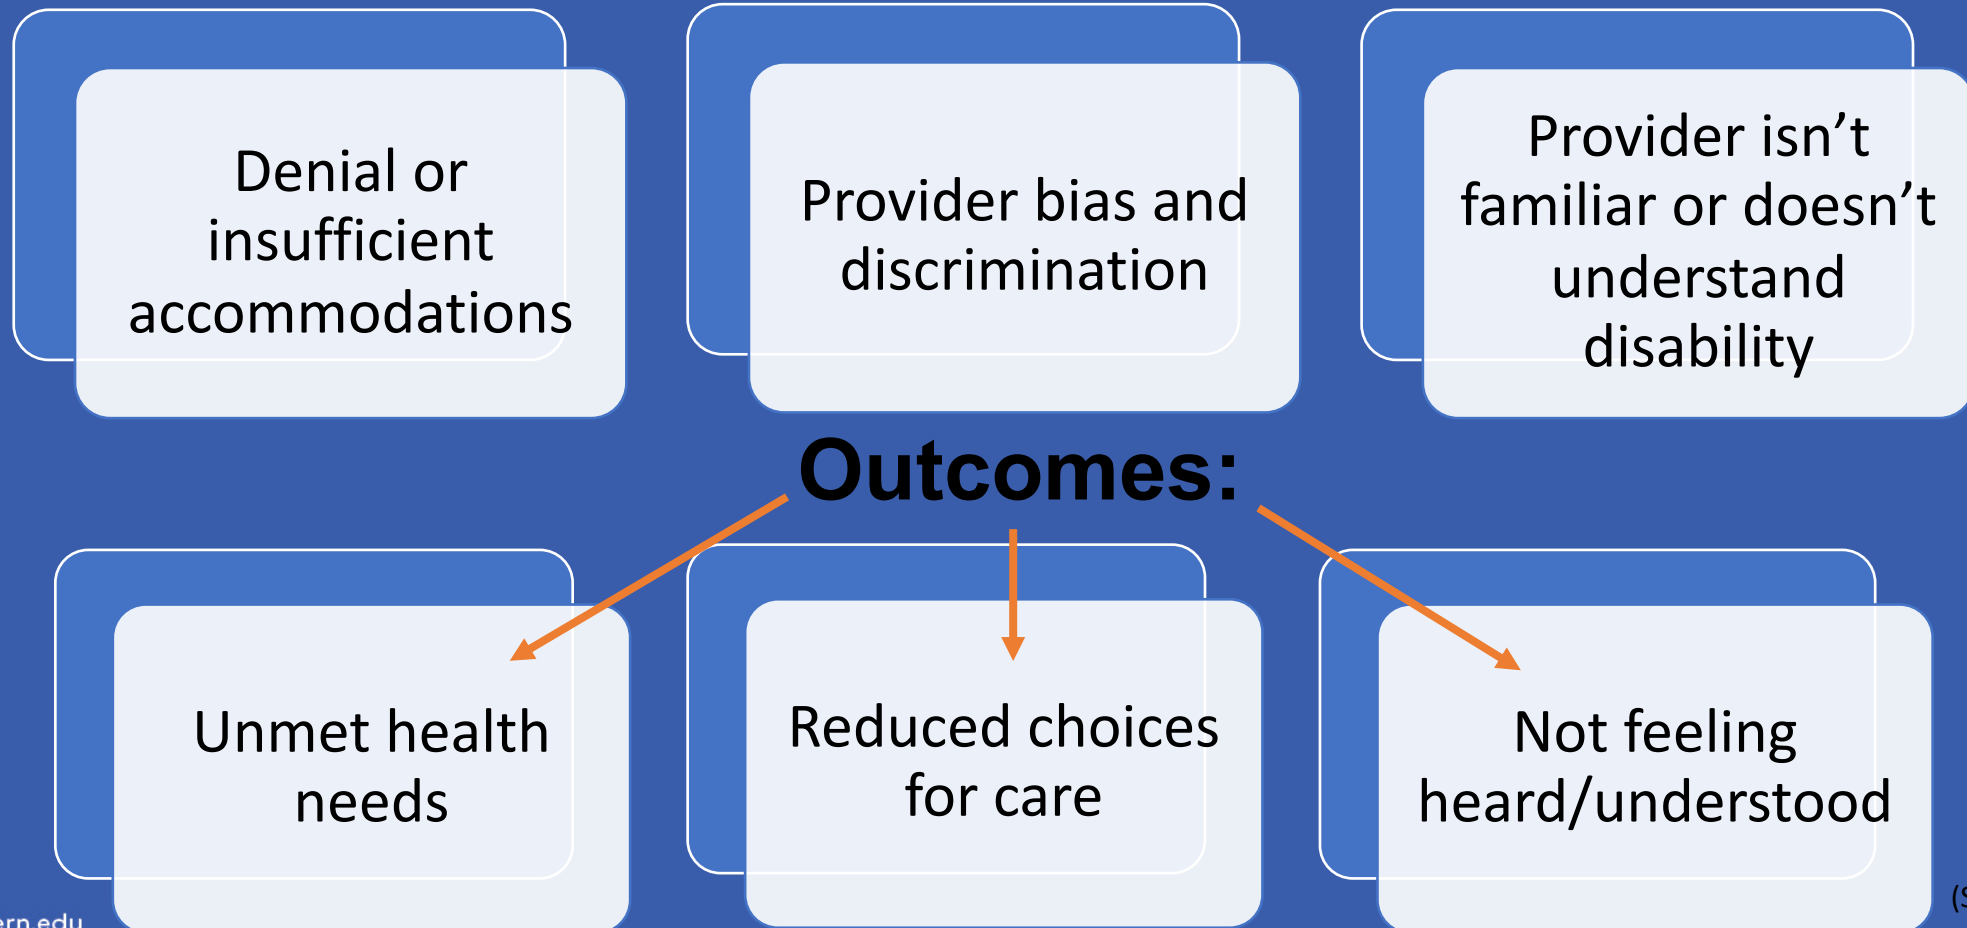 Denial or
insufficient
accommodations
Provider bias and
discrimination
Provider isn’t
familiar or doesn’t
understand
disability
Outcomes:
Unmet health
needs
Reduced choices
for care
Not feeling
heard/understood